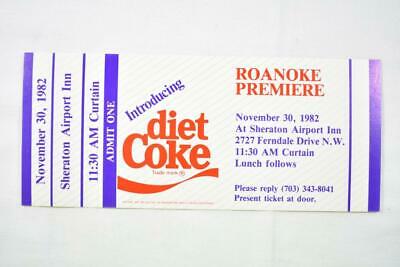 November 30, 1982
Sheraton Airport Inn
11:30 AM Curtain
ADMIT ONE
Introducing
diet
Coke
Trade mark (R)
ROANOKE
PREMIERE
November 30, 1982
At Sheraton Airport Inn
2727 Ferndale Drive N.W.
11:30 AM Curtain
Lunch follows
Please reply (703) 343-8041
Present ticket at door.